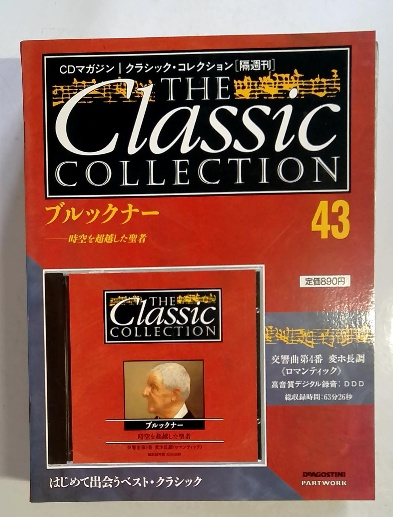 CDマガジン｜クラシック・コレクション［隔週刊］
THE
Classic
COLLECTION
ブルックナー
43
──時空を超越した聖者
定価890円
THE
Classic
COLLECTION
ブルックナー
時空を超越した聖者
交響曲第4番 変ホ長調
《ロマンティック》
高音質デジタル録音：DDD
総収録時間：63分26秒
はじめて出会うベスト・クラシック
DEAGOSTINI
PARTWORK